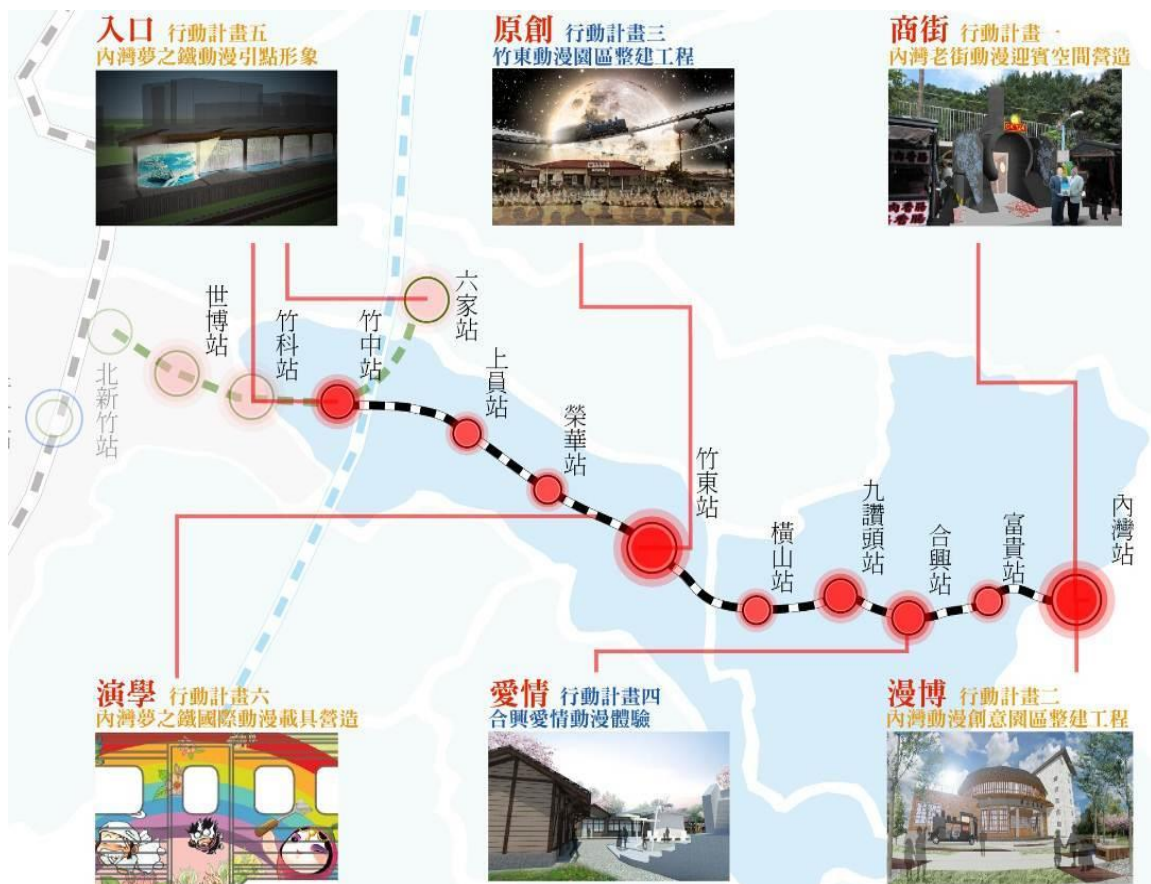 入口 行動計畫五
內灣夢之鐵動漫引點形象
原創 行動計畫三
竹東動漫園區整建工程
商街 行動計畫一
內灣老街動漫迎賓空間營造
肉香腸
香腸
世博站
竹科站
竹中站
六家站
上員站
榮華站
竹東站
橫山站
九讚頭站
合興站
富貴站
內灣站
北新竹站
演學 行動計畫六
內灣夢之鐵國際動漫載具營造
愛情 行動計畫四
合興愛情動漫體驗
漫博 行動計畫二
內灣動漫創意園區整建工程